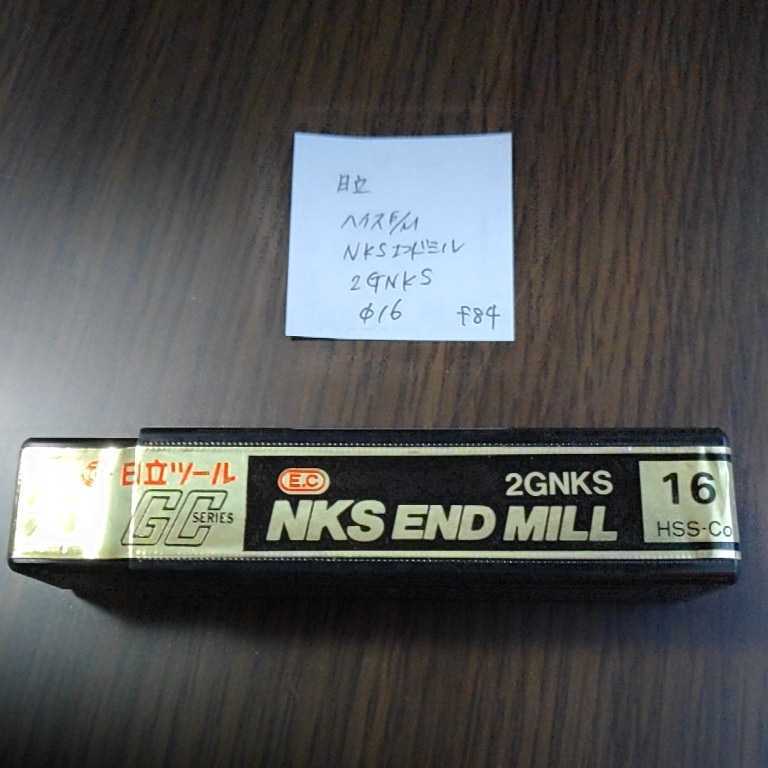 日立
ハイスE/M
NKSエンドミル
2GNKS
φ16 f84
日立ツール
GC SERIES
E.C
2GNKS
NKS END MILL
16
HSS-Co